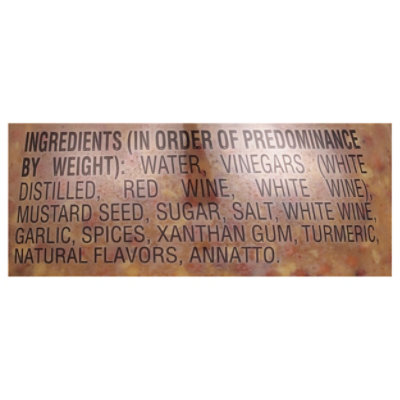 INGREDIENTS (IN ORDER OF PREDOMINANCE
BY WEIGHT): WATER, VINEGARS (WHITE
DISTILLED, RED WINE, WHITE WINE),
MUSTARD SEED, SUGAR, SALT, WHITE WINE,
GARLIC, SPICES, XANTHAN GUM, TURMERIC,
NATURAL FLAVORS, ANNATTO.